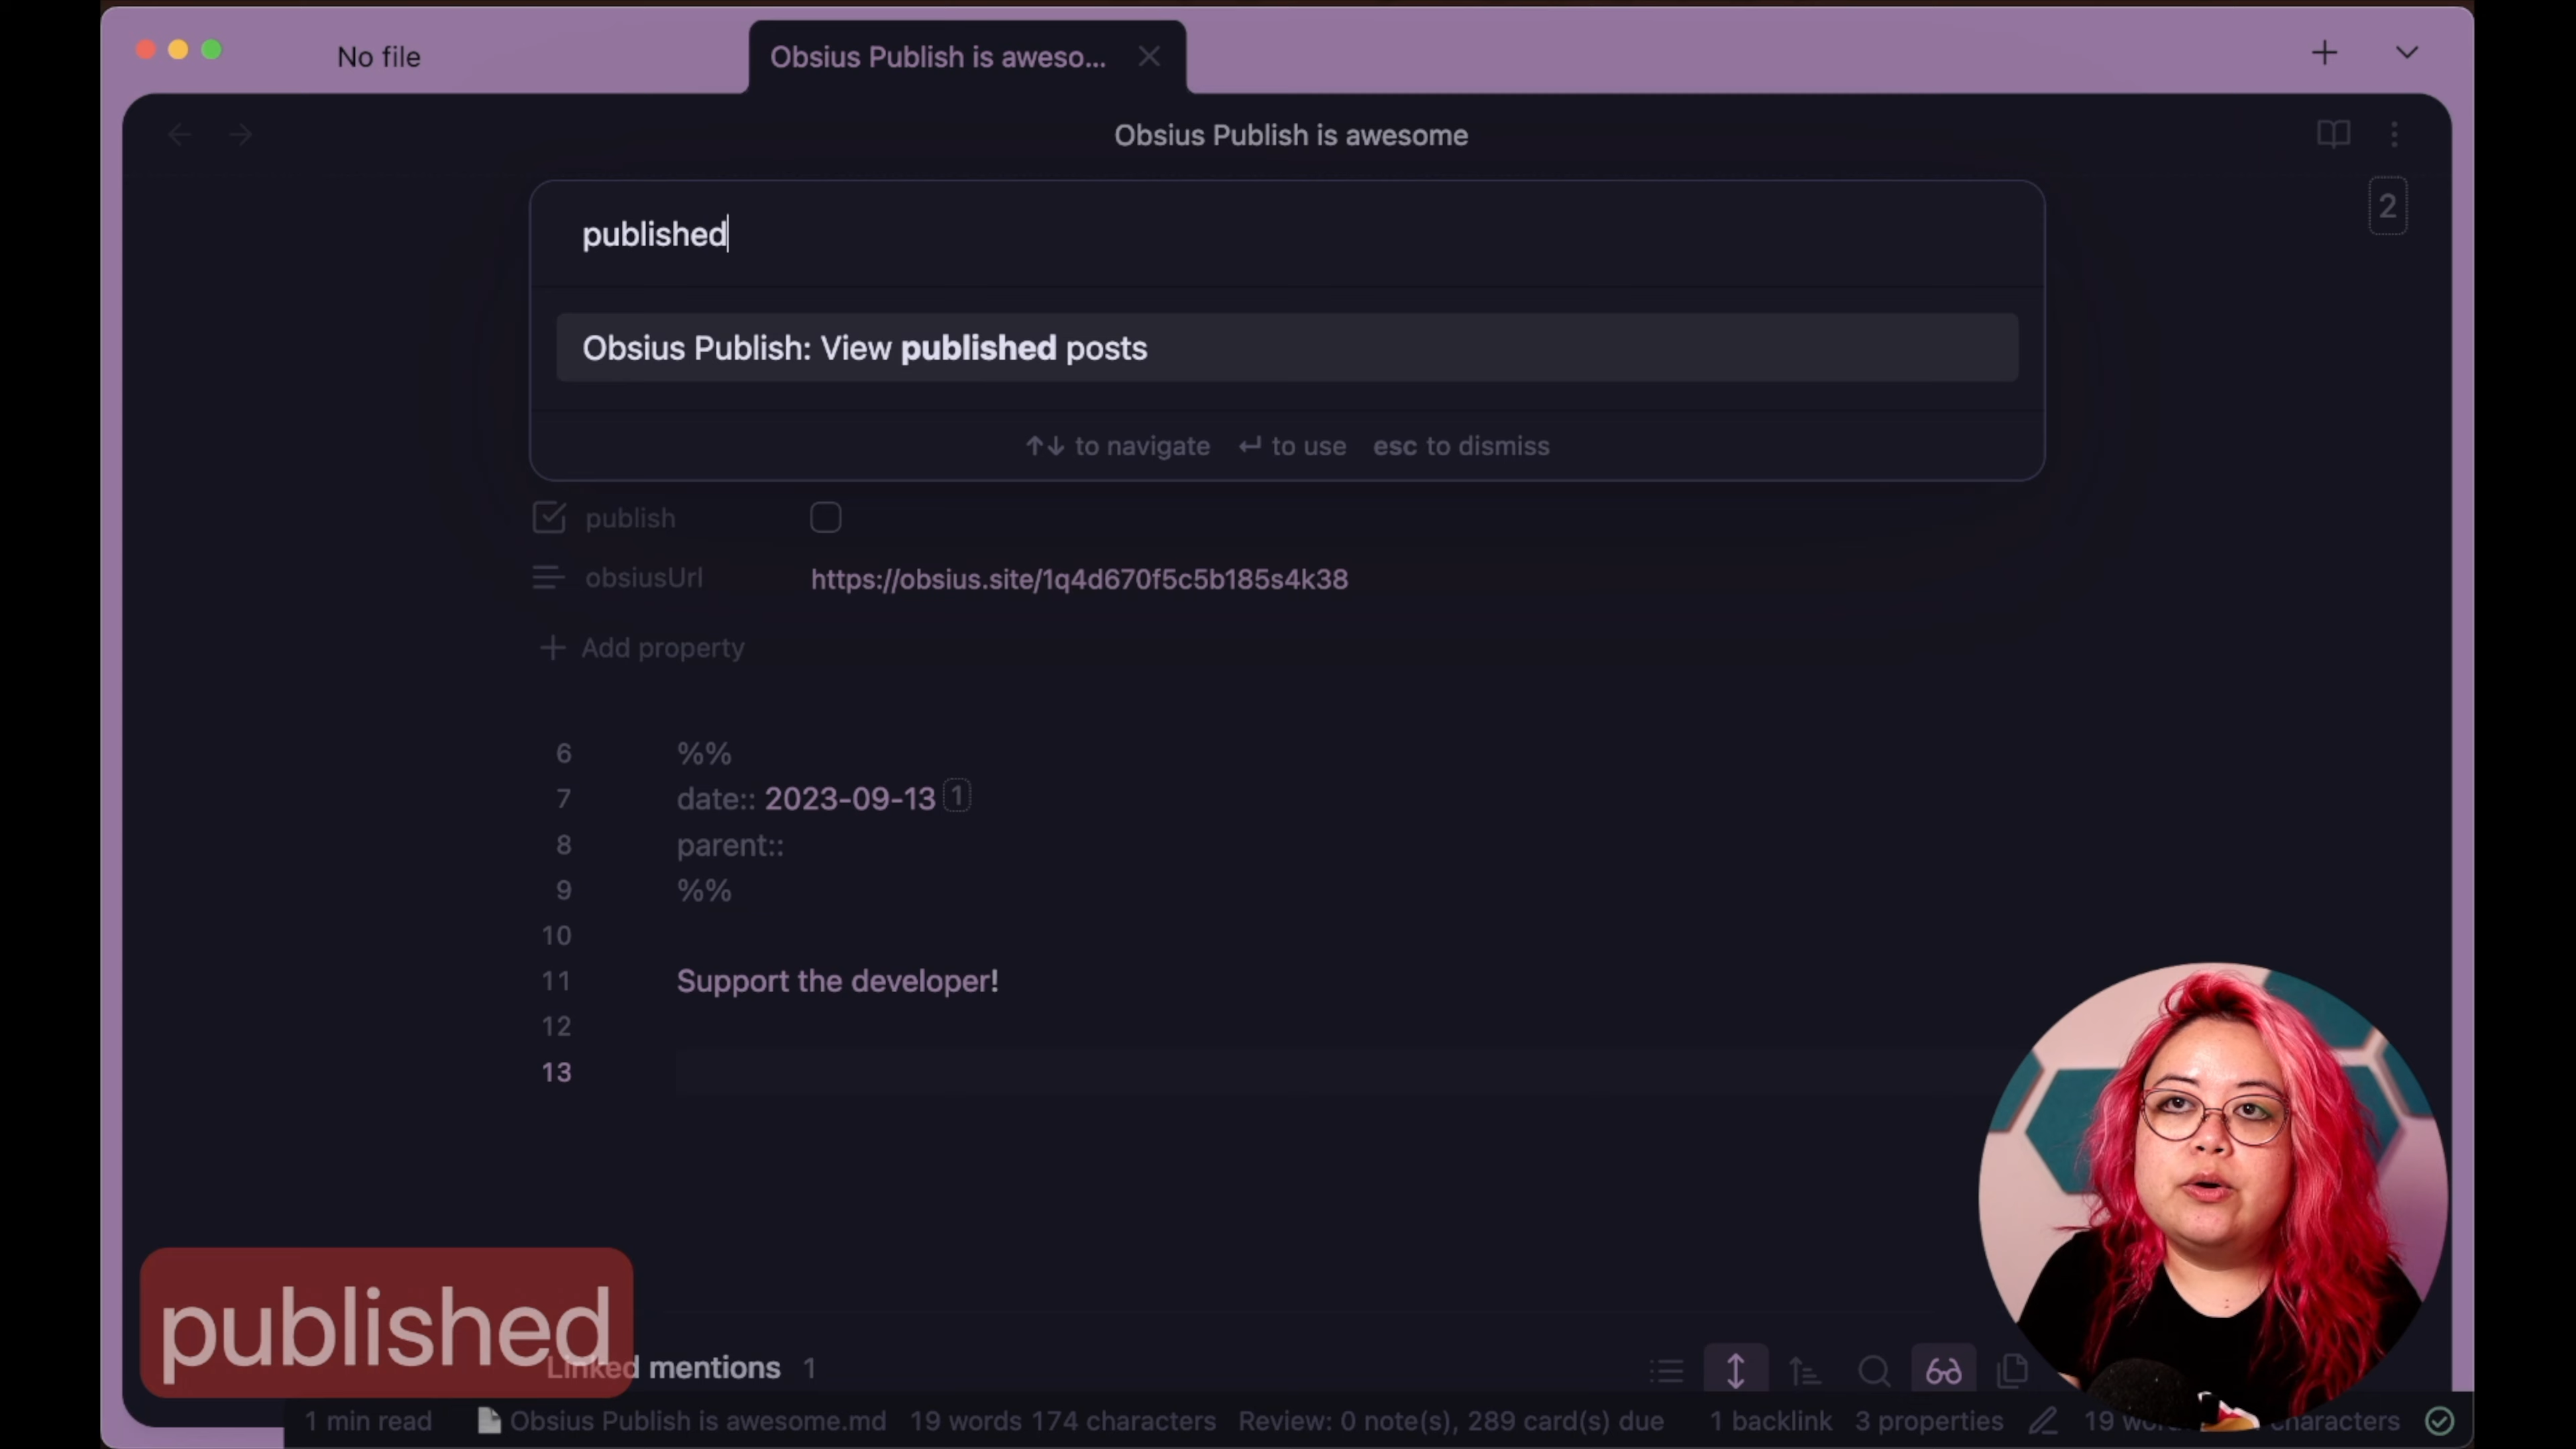 No file
Obsius Publish is aweso...
Obsius Publish is awesome
2
published
Obsius Publish: View published posts
↑↓ to navigate ↵ to use esc to dismiss
publish
obsiusUrl https://obsius.site/1q4d670f5c5b185s4k38
+ Add property
6 %%
7 date:: 2023-09-13 1
8 parent::
9 %%
10
11 Support the developer!
12
13
published
Linked mentions 1
1 min read Obsius Publish is awesome.md 19 words 174 characters Review: 0 note(s), 289 card(s) due 1 backlink 3 properties 19 characters